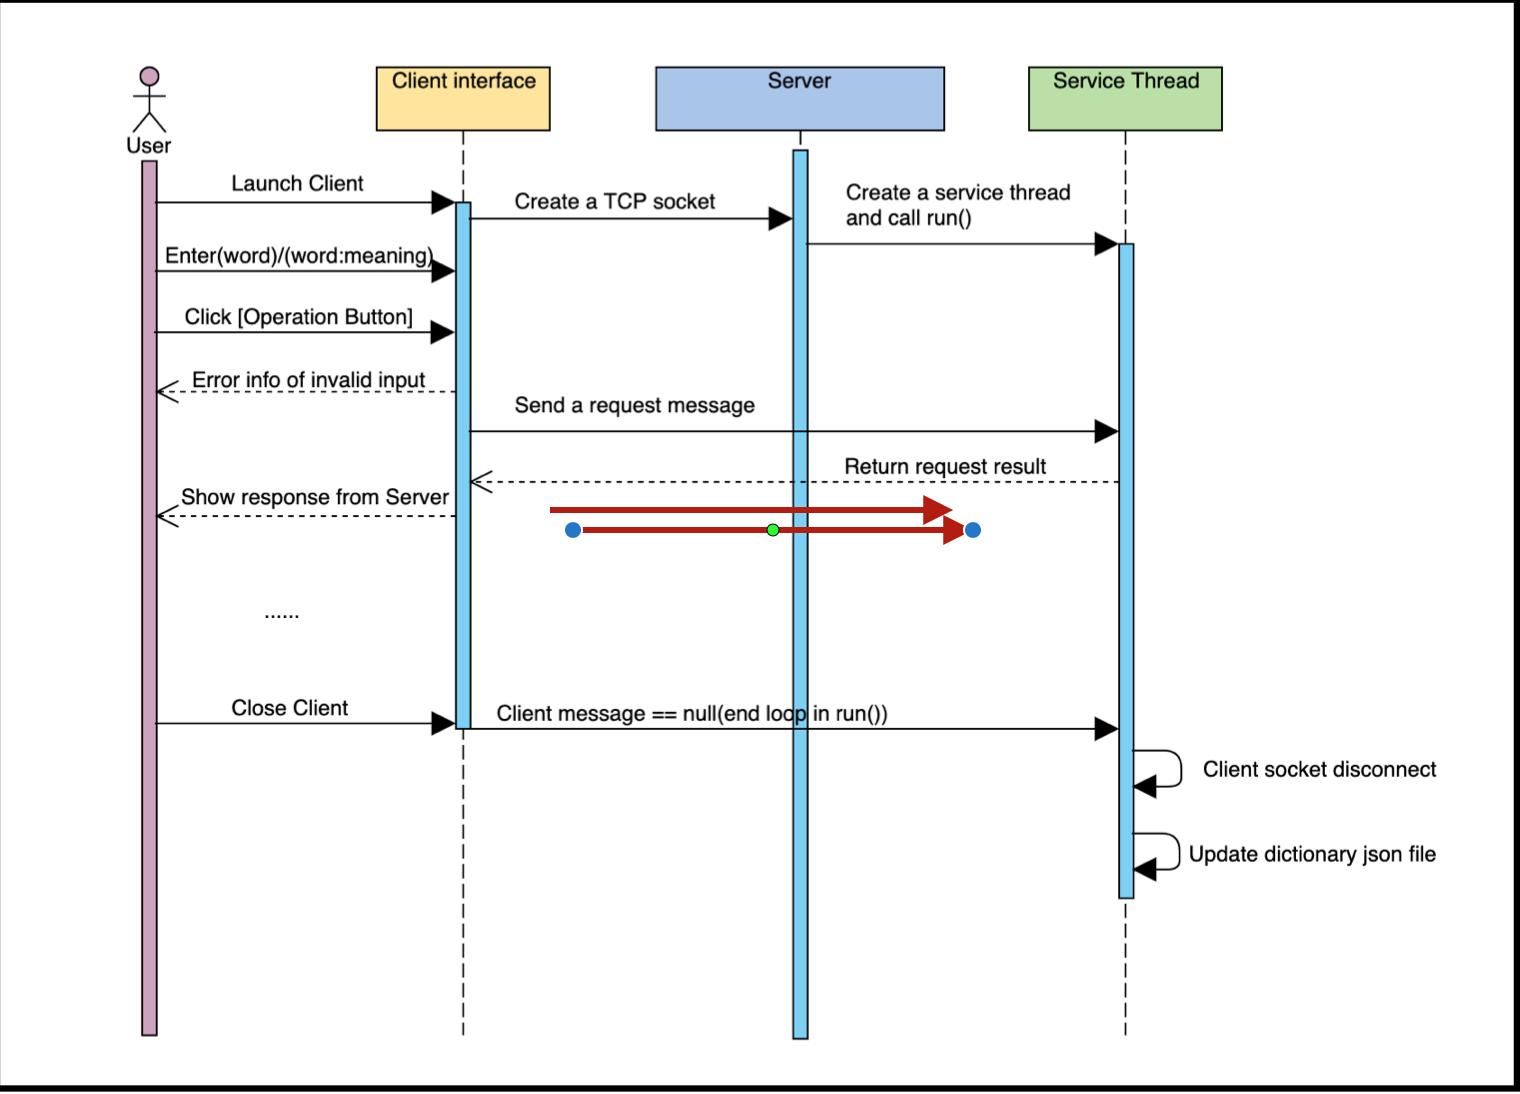 Client interface
Server
Service Thread
User
Launch Client
Create a TCP socket
Create a service thread
and call run()
Enter(word)/(word:meaning)
Click [Operation Button]
Error info of invalid input
Send a request message
Return request result
Show response from Server
......
Close Client
Client message == null(end loop in run())
Client socket disconnect
Update dictionary json file